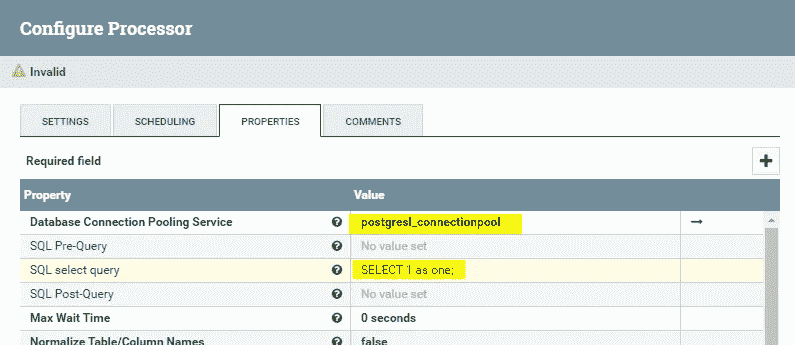 Configure Processor
Invalid
SETTINGS SCHEDULING PROPERTIES COMMENTS
Required field
Property Value
Database Connection Pooling Service postgresl_connectionpool
SQL Pre-Query No value set
SQL select query SELECT 1 as one;
SQL Post-Query No value set
Max Wait Time 0 seconds
Normalize Table/Column Names false